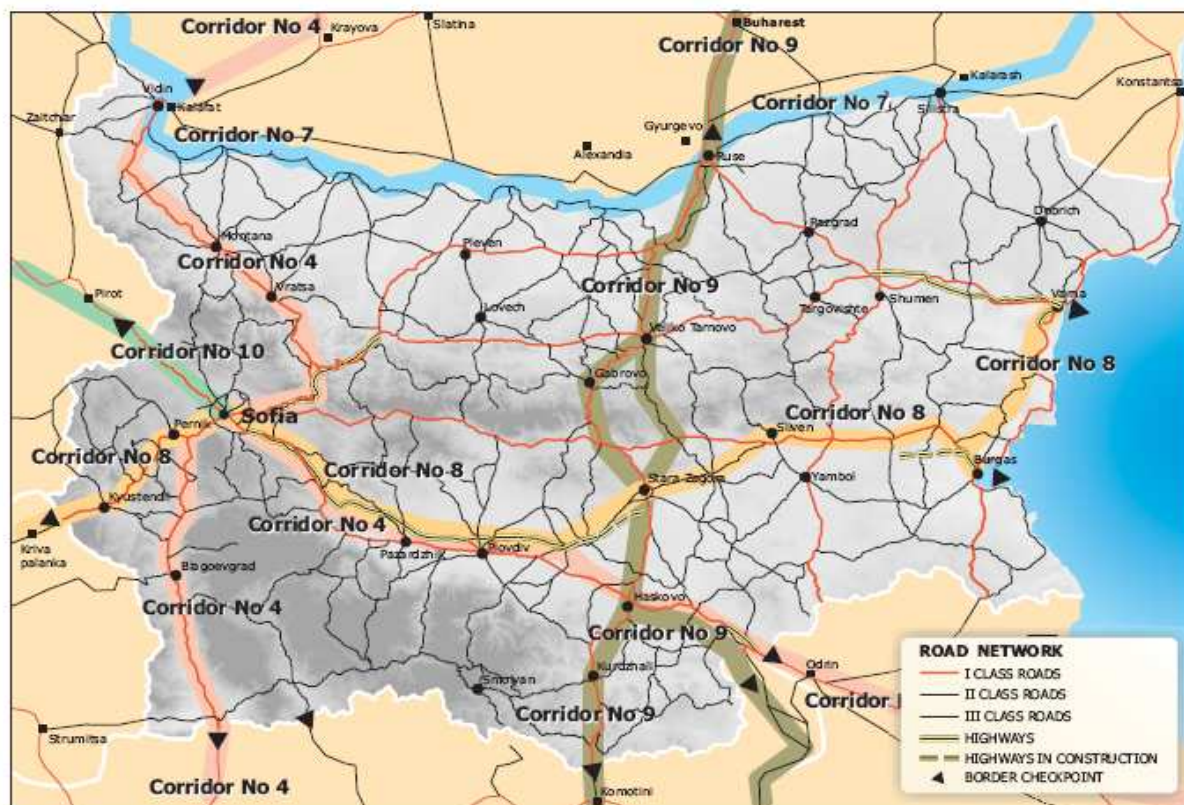 Corridor No 4
Krayova
Slatina
Buharest
Corridor No 9
Kalarash
Konstantsa
Vidin
Kalafat
Zaitchar
Corridor No 7
Corridor No 7
Silistra
Gyurgevo
Alexandia
Ruse
Montana
Pleven
Razgrad
Dobrich
Corridor No 4
Vratsa
Corridor No 9
Pirot
Lovech
Targovishte
Shumen
Varna
Veliko Tarnovo
Corridor No 10
Corridor No 8
Gabrovo
Sofia
Pernik
Sliven
Corridor No 8
Corridor No 8
Corridor No 8
Burgas
Kyustendil
Stara Zagora
Yambol
Corridor No 4
Kriva
palanka
Pazardzhik
Plovdiv
Blagoevgrad
Corridor No 4
Haskovo
Corridor No 9
Odrin
Kurdzhali
Smolyan
Corridor
Corridor No 9
Strumitsa
Corridor No 4
Komotini
ROAD NETWORK
I CLASS ROADS
II CLASS ROADS
III CLASS ROADS
HIGHWAYS
HIGHWAYS IN CONSTRUCTION
BORDER CHECKPOINT